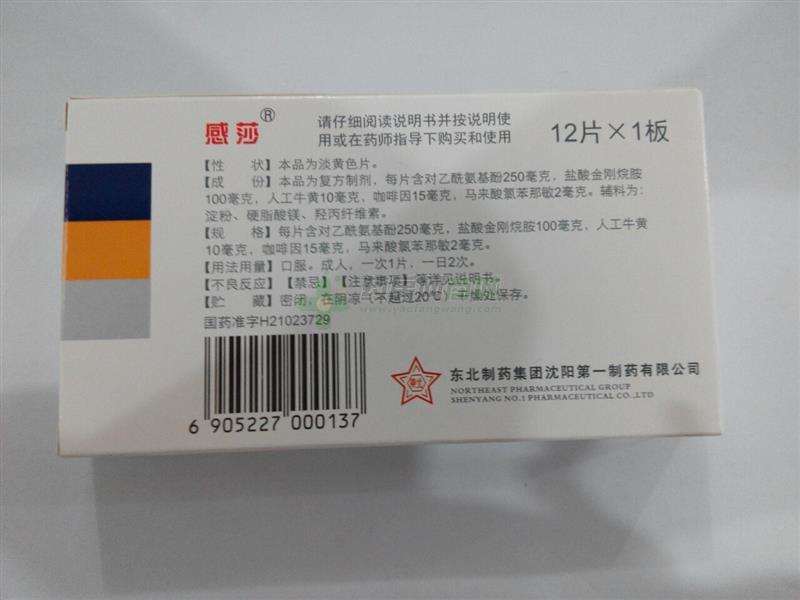 感莎®
请仔细阅读说明书并按说明使
用或在药师指导下购买和使用
12片×1板
【性　　状】本品为淡黄色片。
【成　　份】本品为复方制剂，每片含对乙酰氨基酚250毫克，盐酸金刚烷胺
100毫克，人工牛黄10毫克，咖啡因15毫克，马来酸氯苯那敏2毫克。辅料为：
淀粉、硬脂酸镁、羟丙纤维素。
【规　　格】每片含对乙酰氨基酚250毫克，盐酸金刚烷胺100毫克，人工牛黄
10毫克，咖啡因15毫克，马来酸氯苯那敏2毫克。
【用法用量】口服。成人，一次1片，一日2次。
【不良反应】【禁忌】【注意事项】等详见说明书。
【贮　　藏】密闭，在阴凉（不超过20℃）干燥处保存。
国药准字H21023729
6 905227 000137
东北制药集团沈阳第一制药有限公司
NORTHEAST PHARMACEUTICAL GROUP
SHENYANG NO.1 PHARMACEUTICAL CO.,LTD
www.yaofangwang.com